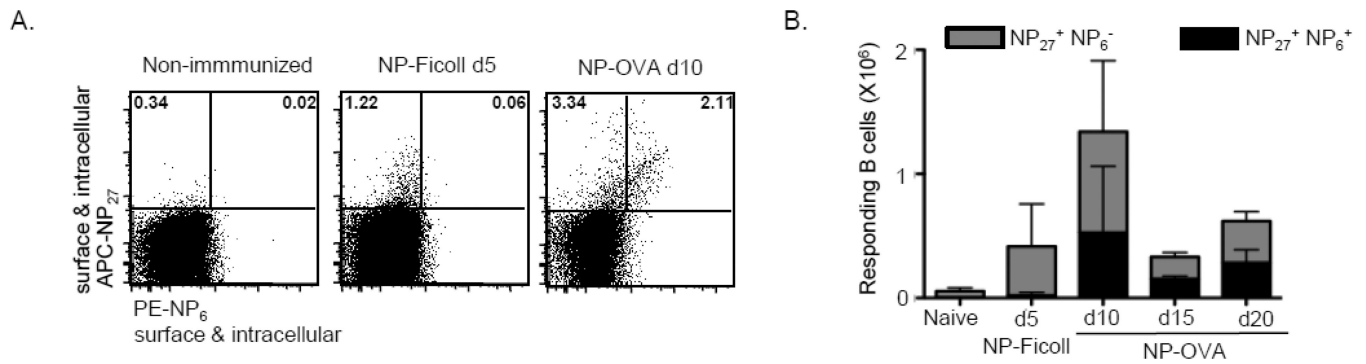 A.
Non-immmunized
NP-Ficoll d5
NP-OVA d10
0.34
0.02
1.22
0.06
3.34
2.11
surface & intracellular
APC-NP27
PE-NP6
surface & intracellular
B.
NP27+ NP6-
NP27+ NP6+
Responding B cells (X10⁶)
2
1
0
Naive
d5
d10
d15
d20
NP-Ficoll
NP-OVA